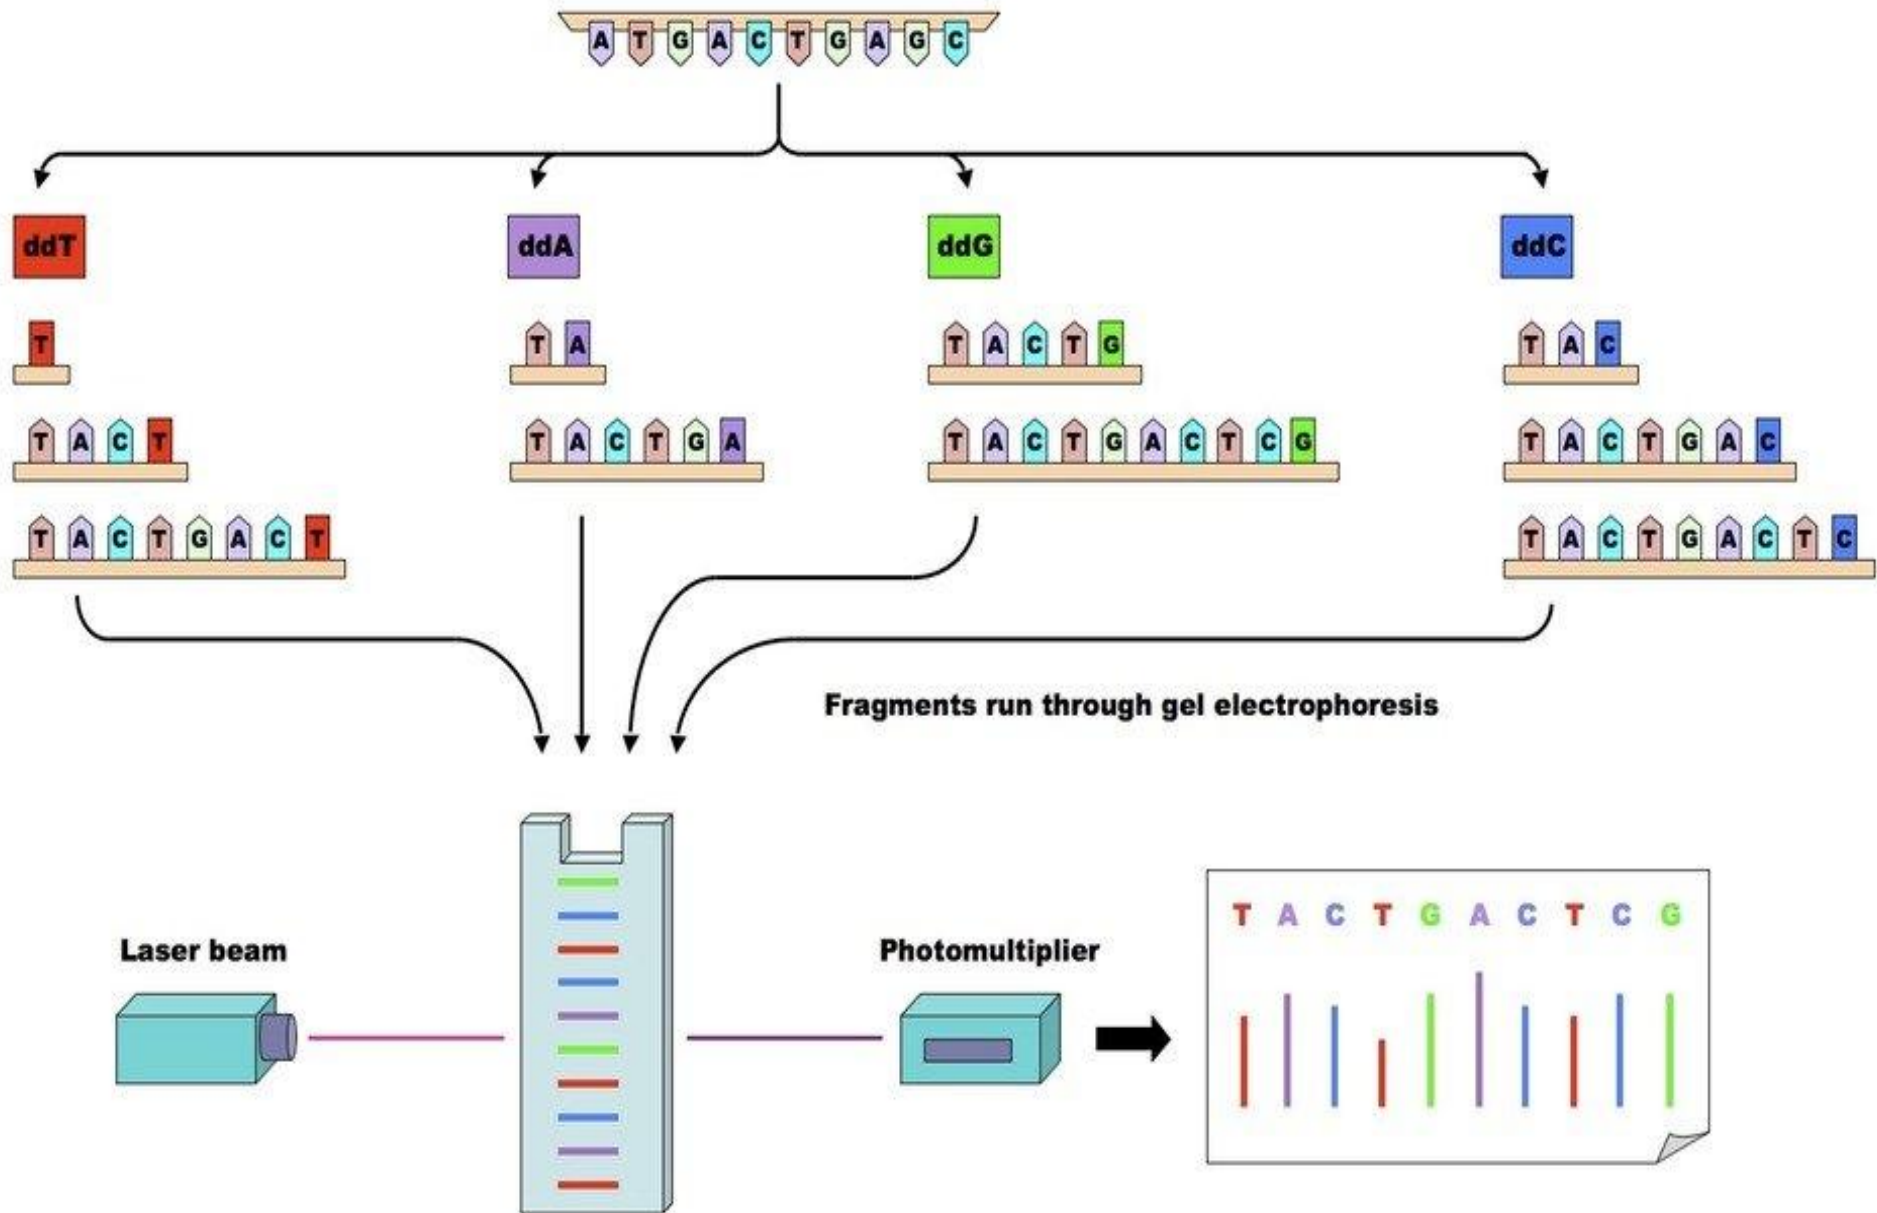 A T G A C T G A G C
ddT ddA ddG ddC
T
T A
T A C T G
T A C
T A C T
T A C T G A
T A C T G A C T C G
T A C T G A C
T A C T G A C T
T A C T G A C T C
Fragments run through gel electrophoresis
Laser beam
Photomultiplier
T A C T G A C T C G